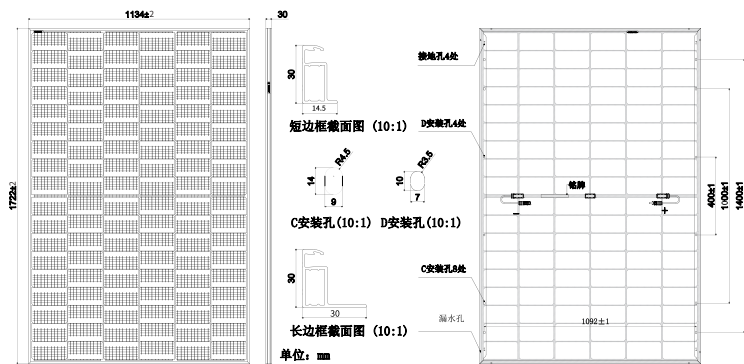 1134±2
30
1722±2
30
14.5
短边框截面图 (10:1)
14
R4.5
9
10
R3.5
7
C安装孔(10:1) D安装孔(10:1)
30
30
长边框截面图 (10:1)
单位: mm
接地孔4处
D安装孔4处
铭牌
- +
C安装孔8处
漏水孔
1092±1
400±1
1000±1
1400±1